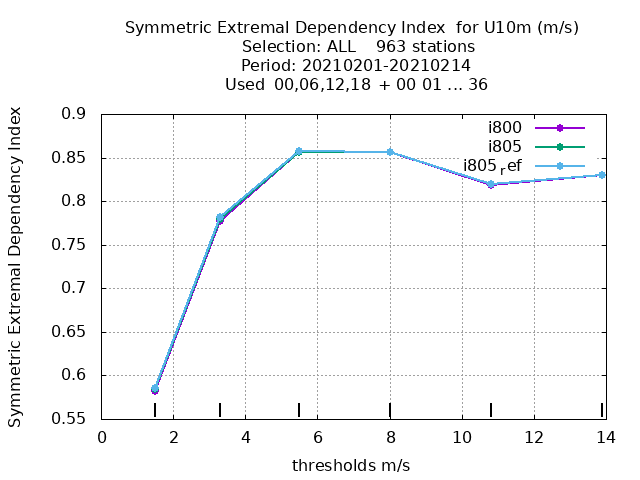 Symmetric Extremal Dependency Index  for U10m (m/s)
Selection: ALL    963 stations
Period: 20210201-20210214
Used  00,06,12,18  + 00 01 ... 36
Symmetric Extremal Dependency Index
0.9
0.85
0.8
0.75
0.7
0.65
0.6
0.55
i800
i805
i805ref
0 2 4 6 8 10 12 14
thresholds m/s